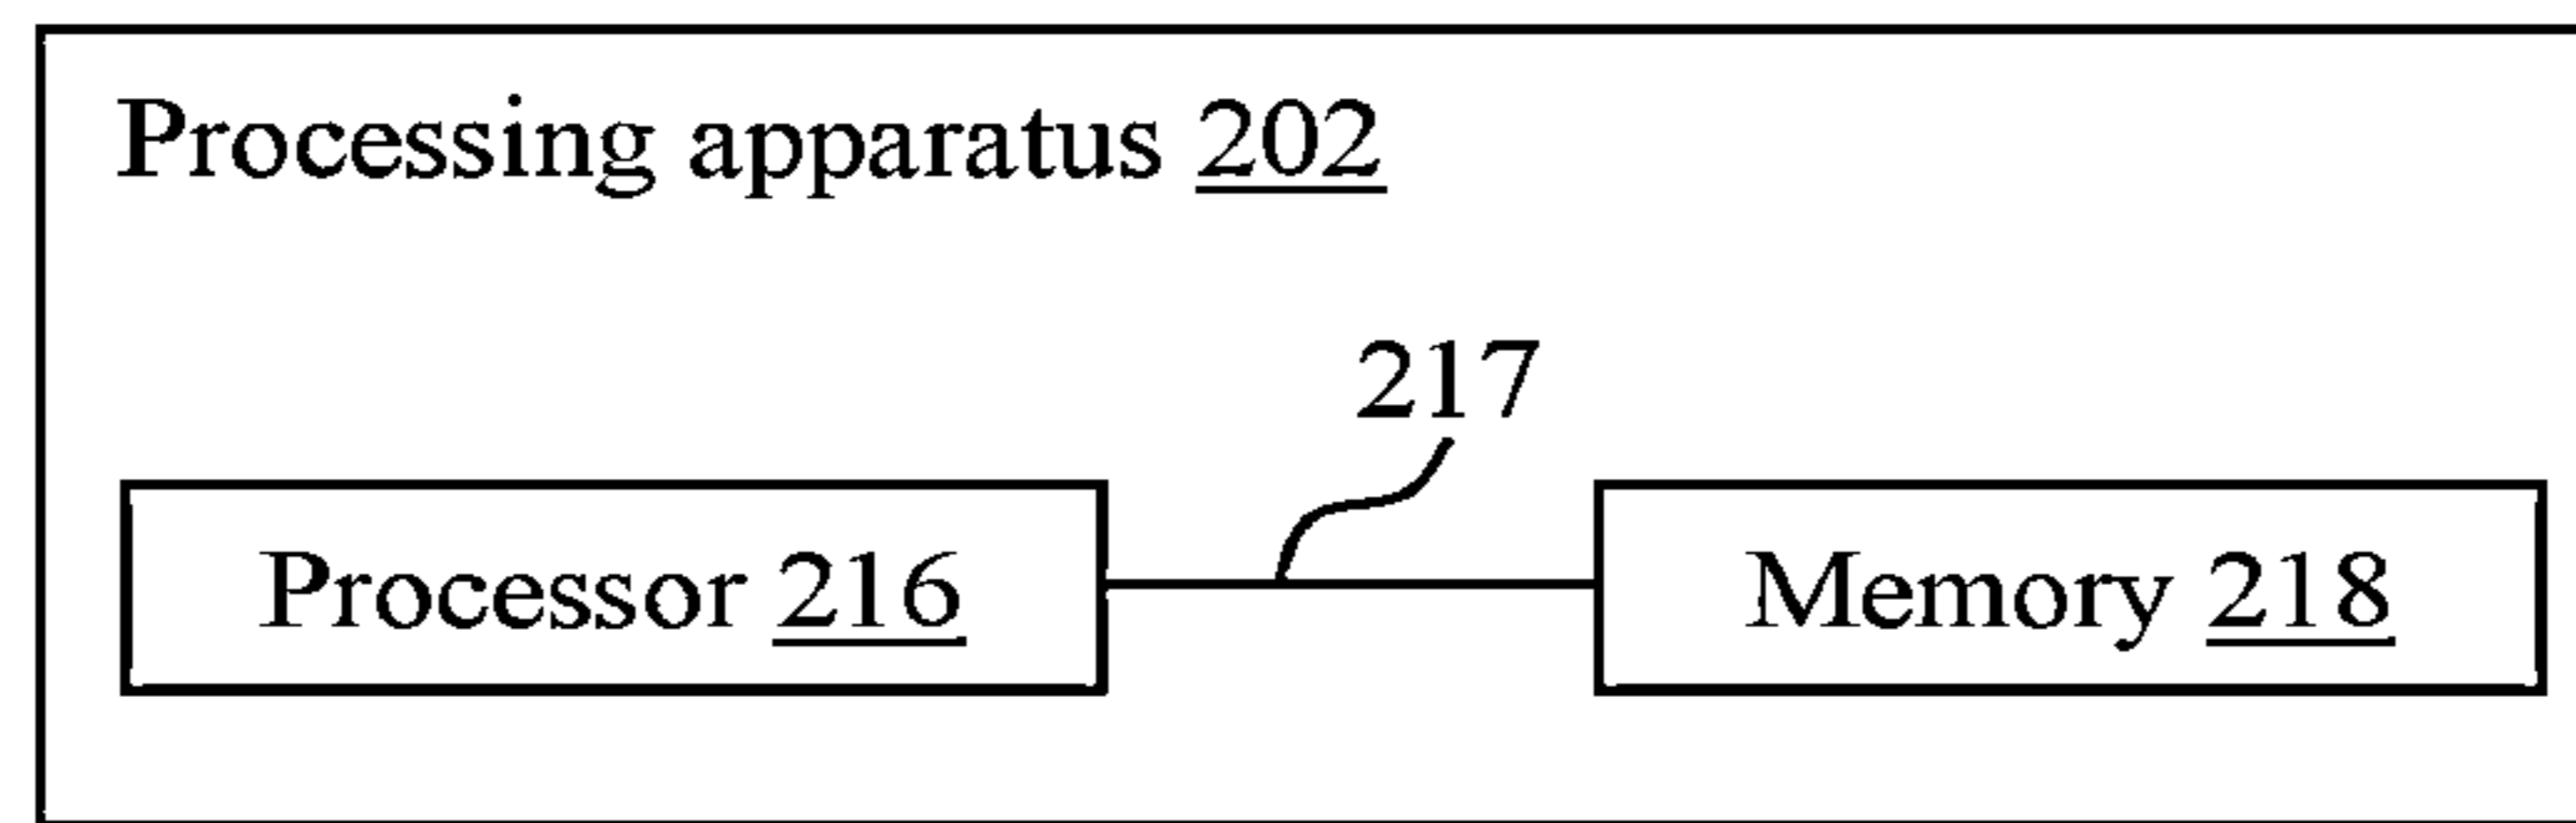 Processing apparatus 202
217
Processor 216
Memory 218